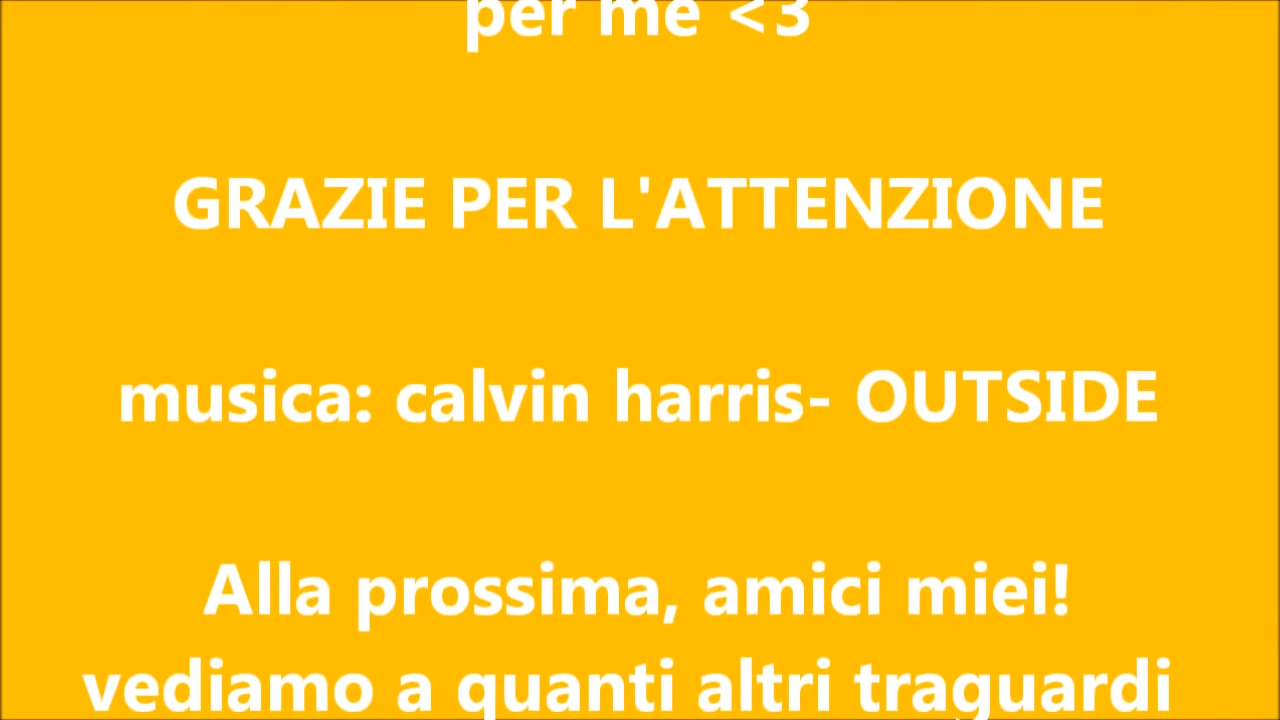 per me <3
GRAZIE PER L'ATTENZIONE
musica: calvin harris- OUTSIDE
Alla prossima, amici miei!
vediamo a quanti altri traguardi